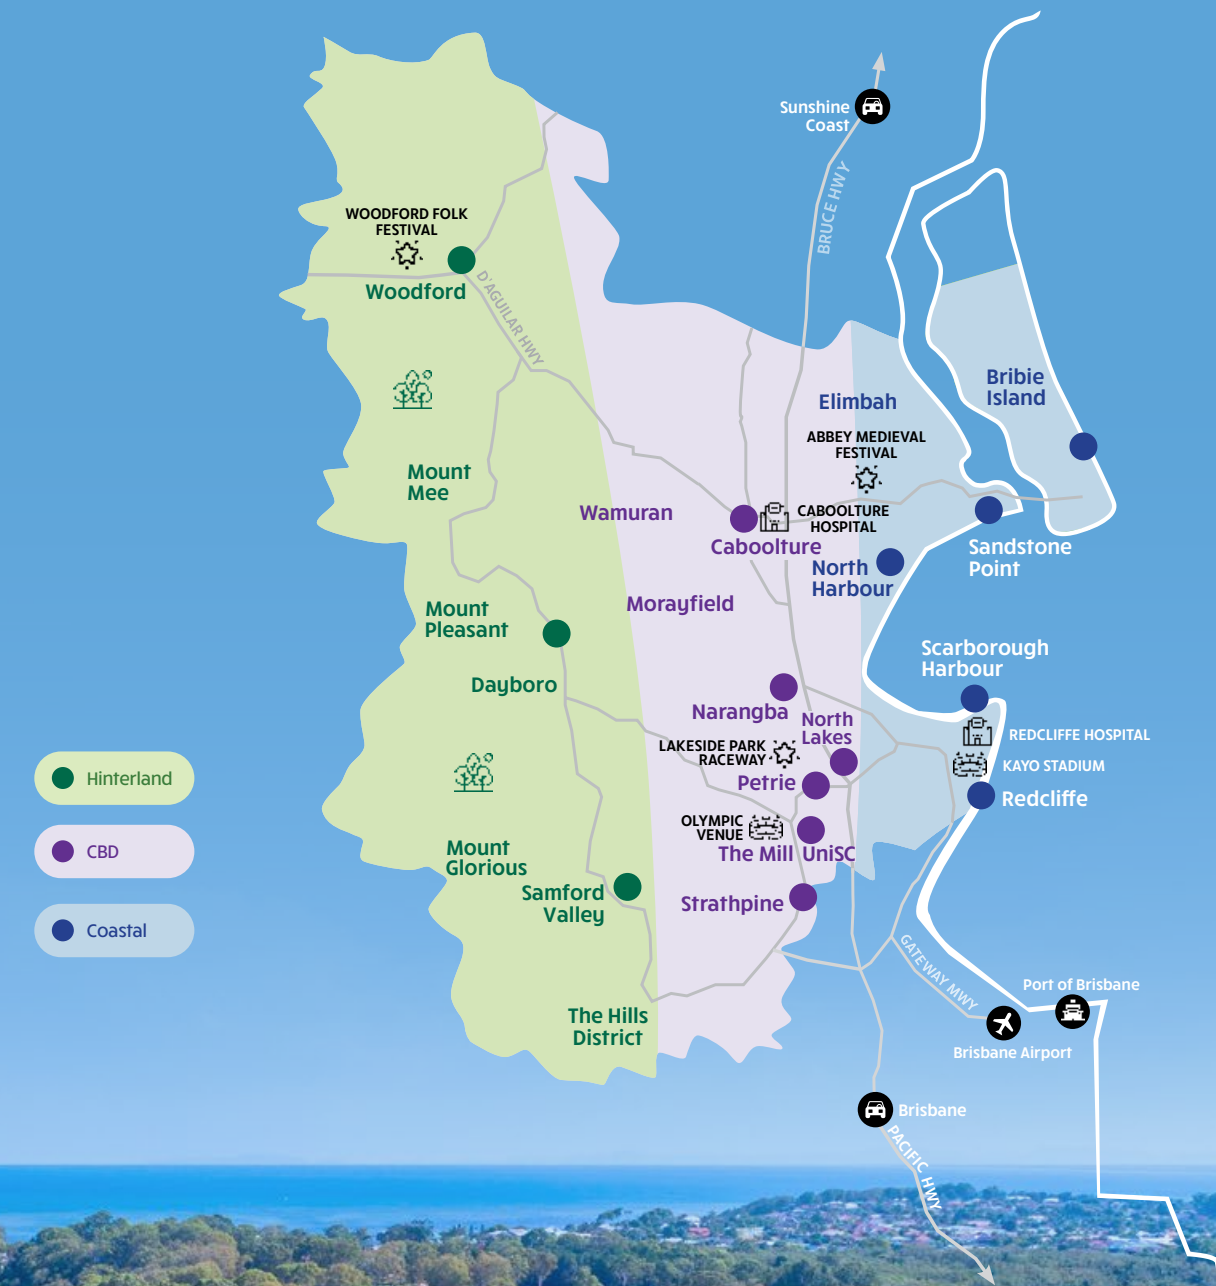 Sunshine
Coast
BRUCE HWY
WOODFORD FOLK
FESTIVAL
Woodford
D'AGUILAR HWY
Bribie
Island
Elimbah
ABBEY MEDIEVAL
FESTIVAL
Mount
Mee
Wamuran
CABOOLTURE
HOSPITAL
Caboolture
Sandstone
Point
North
Harbour
Morayfield
Mount
Pleasant
Scarborough
Harbour
Dayboro
Narangba
North
Lakes
REDCLIFFE HOSPITAL
LAKESIDE PARK
RACEWAY
KAYO STADIUM
Petrie
Redcliffe
Hinterland
OLYMPIC
VENUE
The Mill UniSC
CBD
Mount
Glorious
Samford
Valley
Strathpine
Coastal
GATEWAY MWY
Port of Brisbane
The Hills
District
Brisbane Airport
Brisbane
PACIFIC HWY